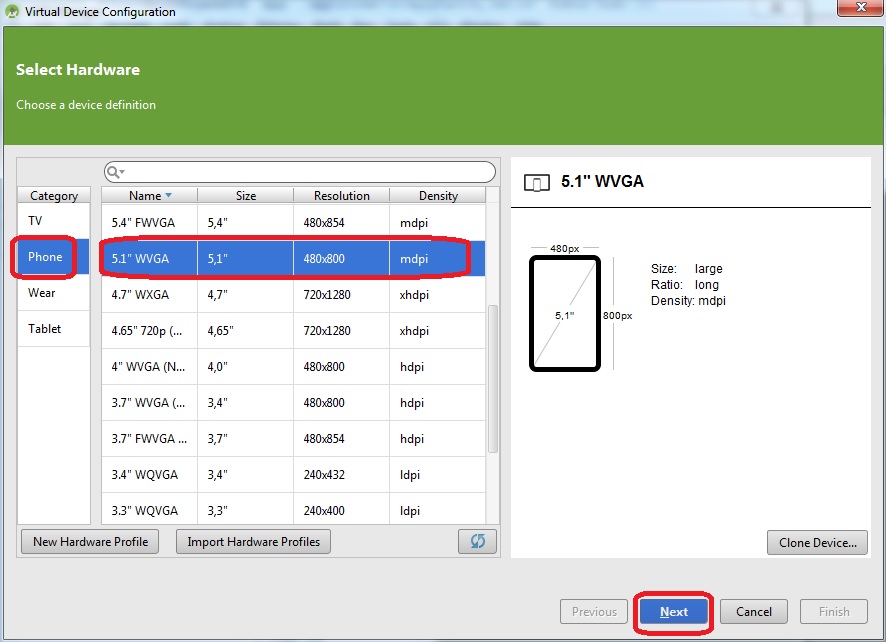 Virtual Device Configuration
Select Hardware
Choose a device definition
Category
TV
Phone
Wear
Tablet
Name Size Resolution Density
5.4" FWVGA 5,4" 480x854 mdpi
5.1" WVGA 5,1" 480x800 mdpi
4.7" WXGA 4,7" 720x1280 xhdpi
4.65" 720p (... 4,65" 720x1280 xhdpi
4" WVGA (N... 4,0" 480x800 hdpi
3.7" WVGA (... 3,4" 480x800 hdpi
3.7" FWVGA ... 3,7" 480x854 hdpi
3.4" WQVGA 3,4" 240x432 ldpi
3.3" WQVGA 3,3" 240x400 ldpi
New Hardware Profile Import Hardware Profiles
5.1" WVGA
480px
5,1" 800px
Size: large
Ratio: long
Density: mdpi
Clone Device...
Previous Next Cancel Finish